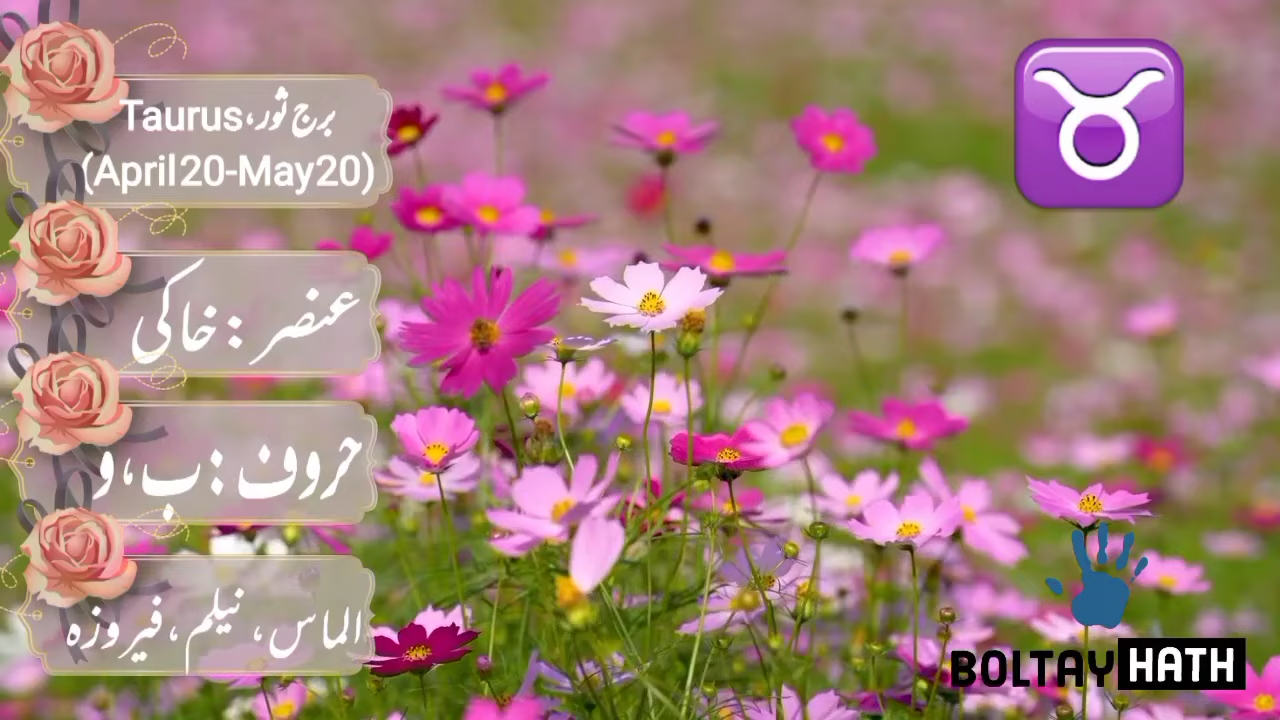 برج ثور،Taurus
(April20-May20)
عنصر : خاکی
حروف : ب، و
الماس، نیلم، فیروزہ
BOLTAY HATH